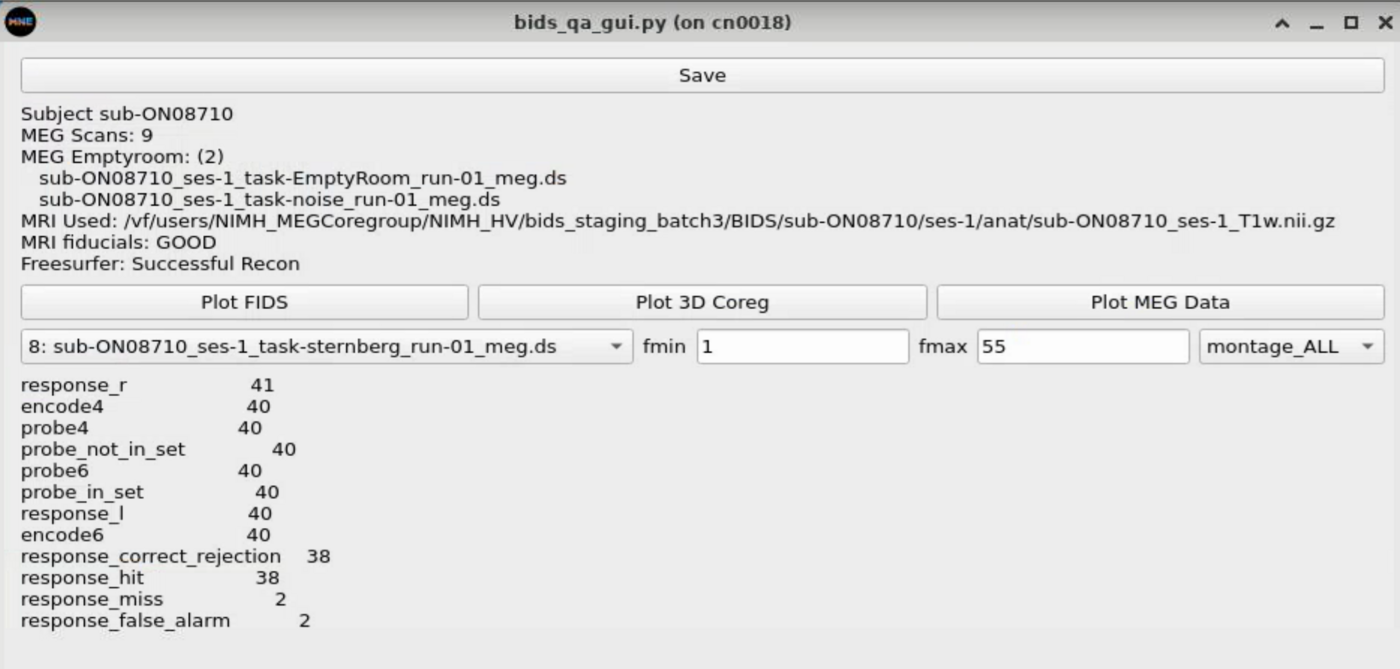 MNE
bids_qa_gui.py (on cn0018)
Save
Subject sub-ON08710
MEG Scans: 9
MEG Emptyroom: (2)
sub-ON08710_ses-1_task-EmptyRoom_run-01_meg.ds
sub-ON08710_ses-1_task-noise_run-01_meg.ds
MRI Used: /vf/users/NIMH_MEGCoregroup/NIMH_HV/bids_staging_batch3/BIDS/sub-ON08710/ses-1/anat/sub-ON08710_ses-1_T1w.nii.gz
MRI fiducials: GOOD
Freesurfer: Successful Recon
Plot FIDS Plot 3D Coreg Plot MEG Data
8: sub-ON08710_ses-1_task-sternberg_run-01_meg.ds fmin 1 fmax 55 montage_ALL
response_r 41
encode4 40
probe4 40
probe_not_in_set 40
probe6 40
probe_in_set 40
response_l 40
encode6 40
response_correct_rejection 38
response_hit 38
response_miss 2
response_false_alarm 2